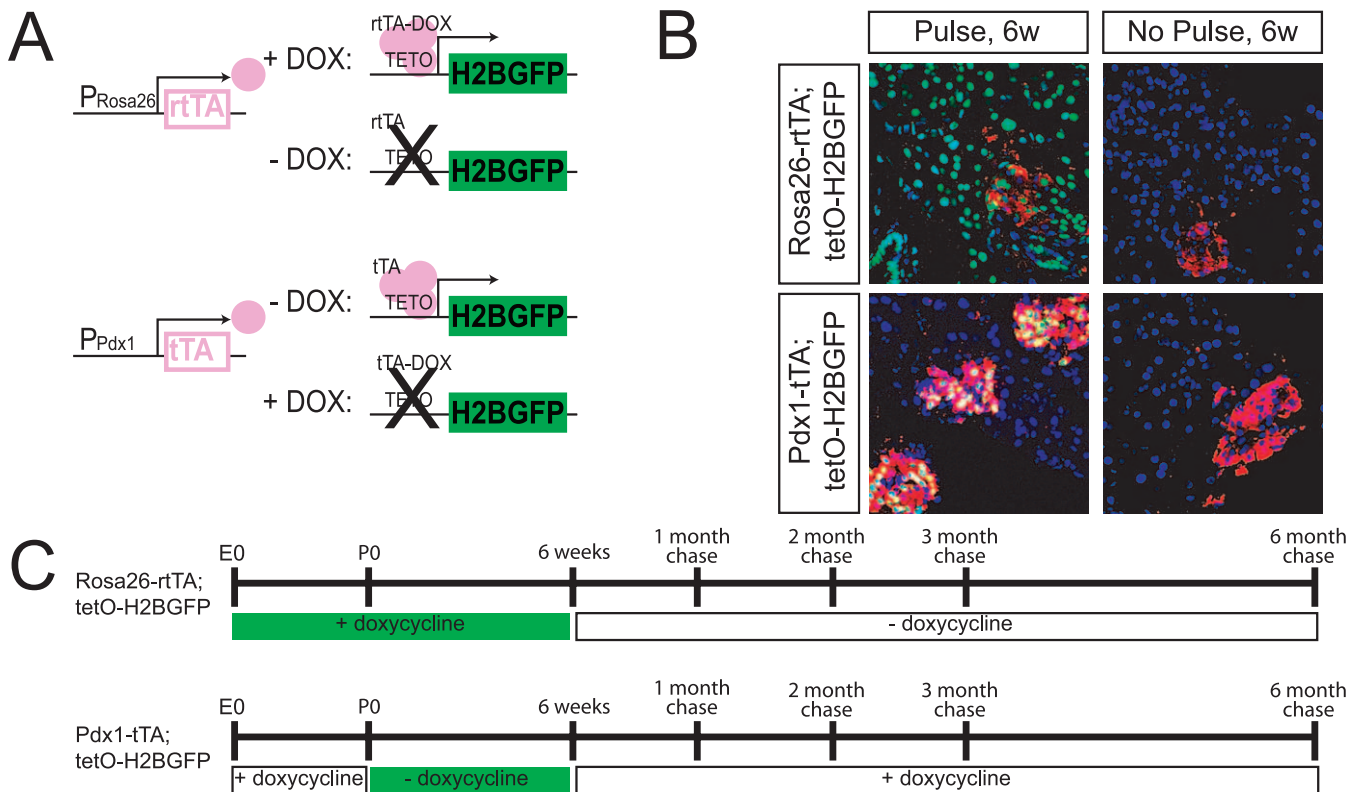 A
P Rosa26
rtTA
+ DOX:
rtTA-DOX
TETO
H2BGFP
- DOX:
rtTA
TETO
H2BGFP
P Pdx1
tTA
- DOX:
tTA
TETO
H2BGFP
+ DOX:
tTA-DOX
TETO
H2BGFP
B
Pulse, 6w
No Pulse, 6w
Rosa26-rtTA;
tetO-H2BGFP
Pdx1-tTA;
tetO-H2BGFP
C
Rosa26-rtTA;
tetO-H2BGFP
E0
P0
6 weeks
1 month
chase
2 month
chase
3 month
chase
6 month
chase
+ doxycycline
- doxycycline
Pdx1-tTA;
tetO-H2BGFP
E0
P0
6 weeks
1 month
chase
2 month
chase
3 month
chase
6 month
chase
+ doxycycline
- doxycycline
+ doxycycline